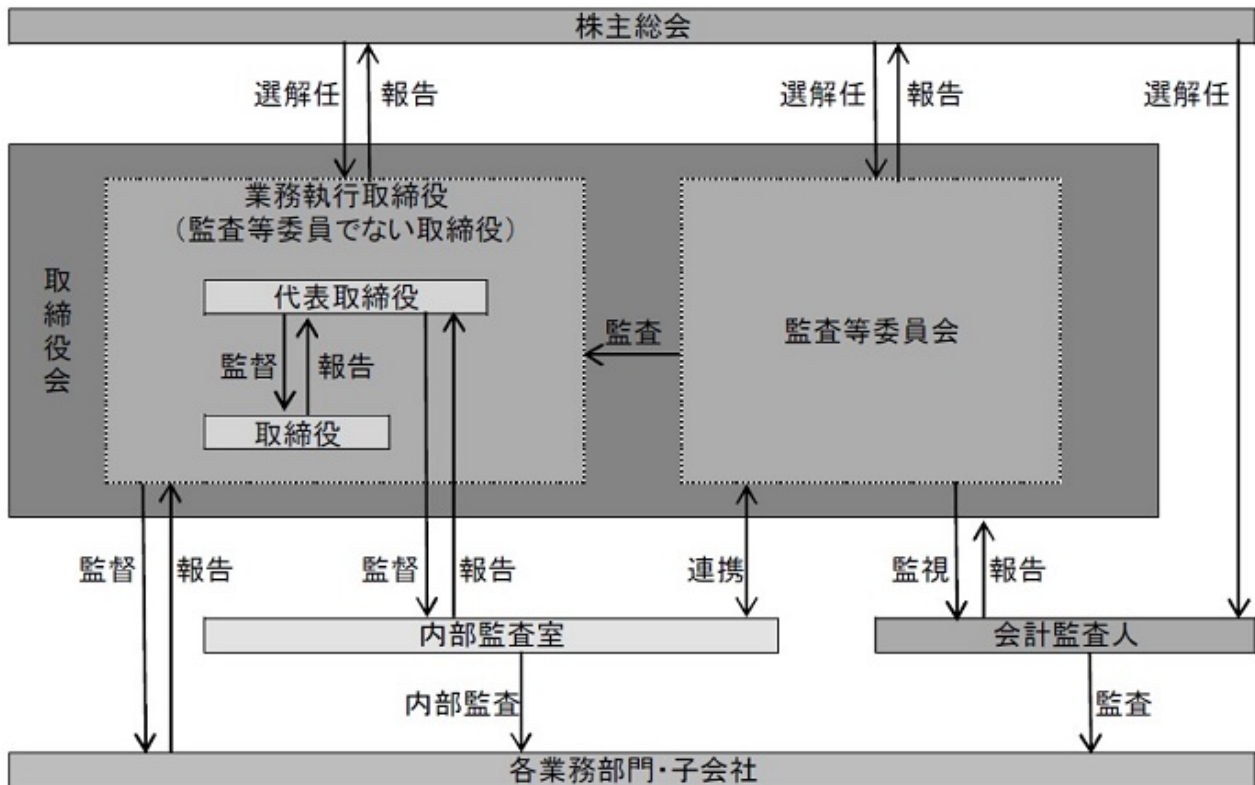 株主総会
選解任
報告
選解任
報告
選解任
業務執行取締役
（監査等委員でない取締役）
取締役会
代表取締役
監督
報告
取締役
監査
監査等委員会
監督
報告
監督
報告
連携
監視
報告
内部監査室
会計監査人
内部監査
監査
各業務部門・子会社